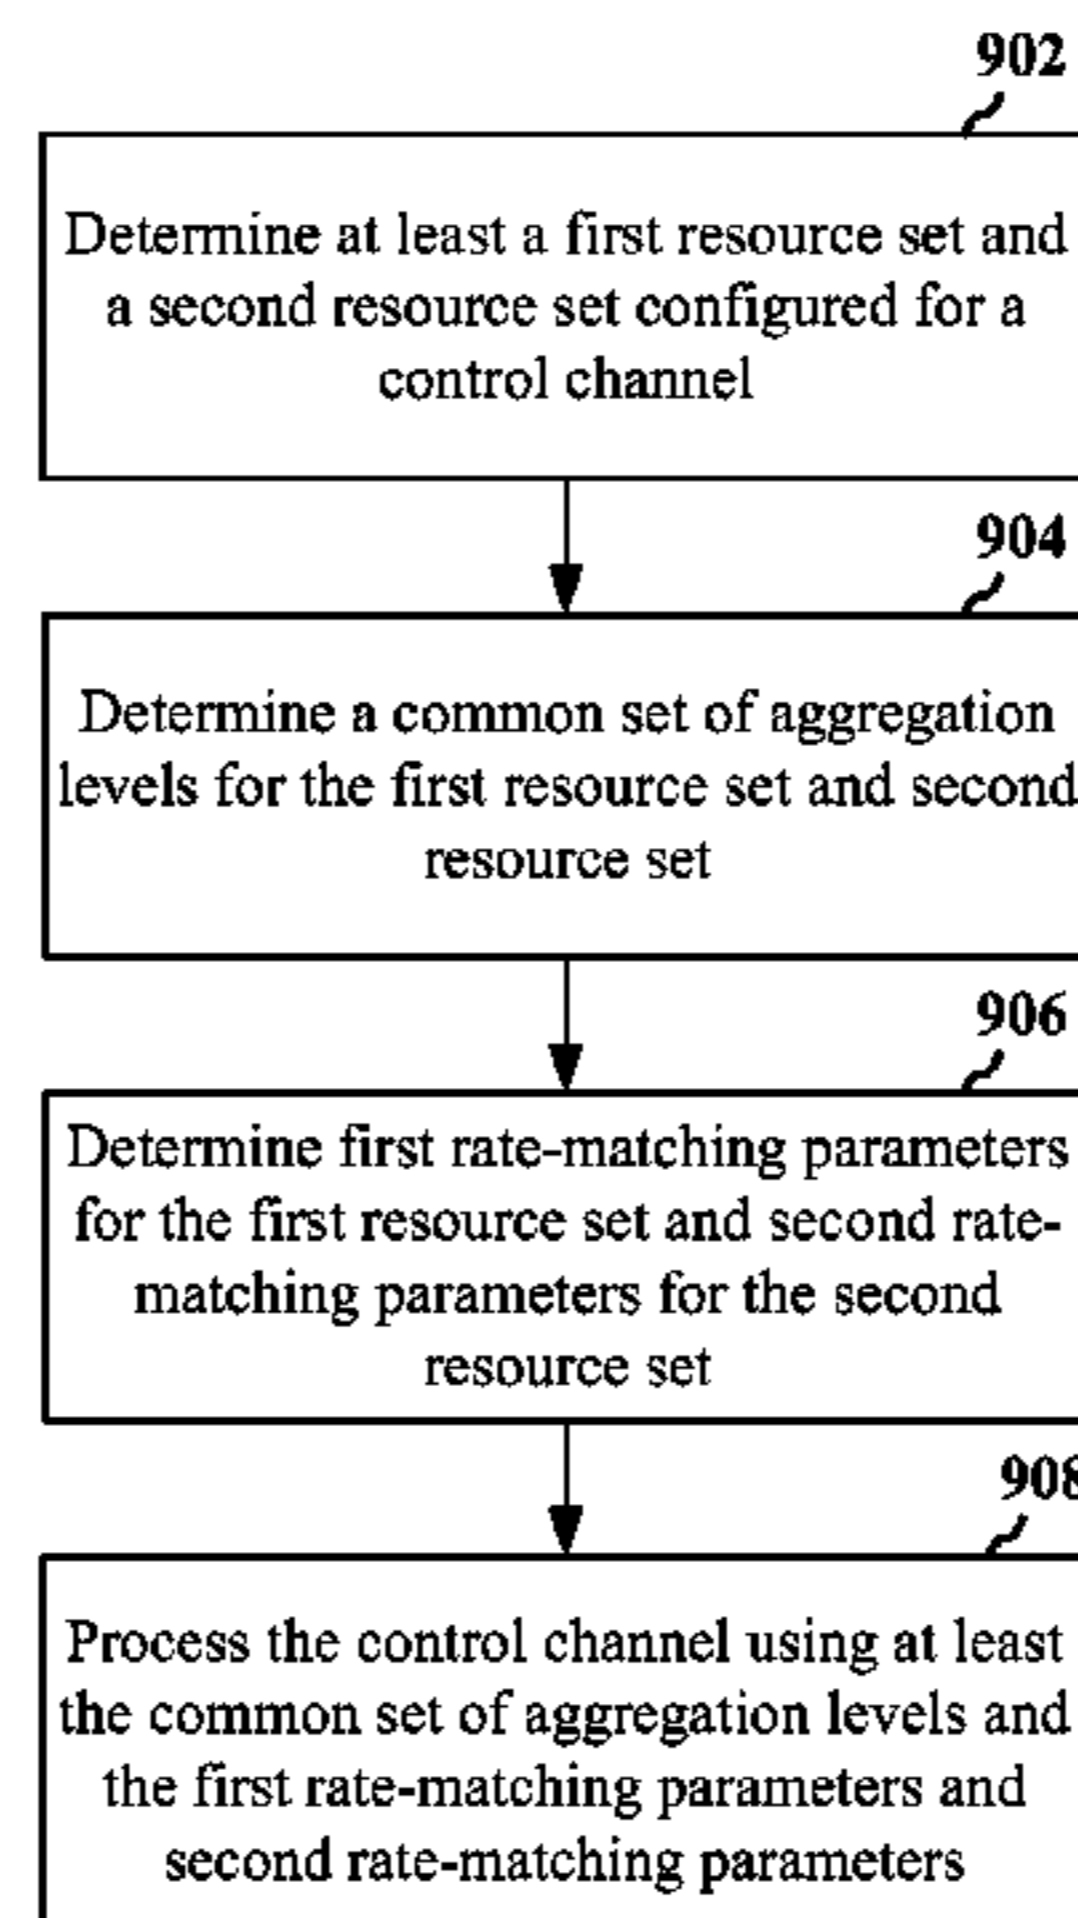 902
Determine at least a first resource set and
a second resource set configured for a
control channel
904
Determine a common set of aggregation
levels for the first resource set and second
resource set
906
Determine first rate-matching parameters
for the first resource set and second rate-
matching parameters for the second
resource set
908
Process the control channel using at least
the common set of aggregation levels and
the first rate-matching parameters and
second rate-matching parameters